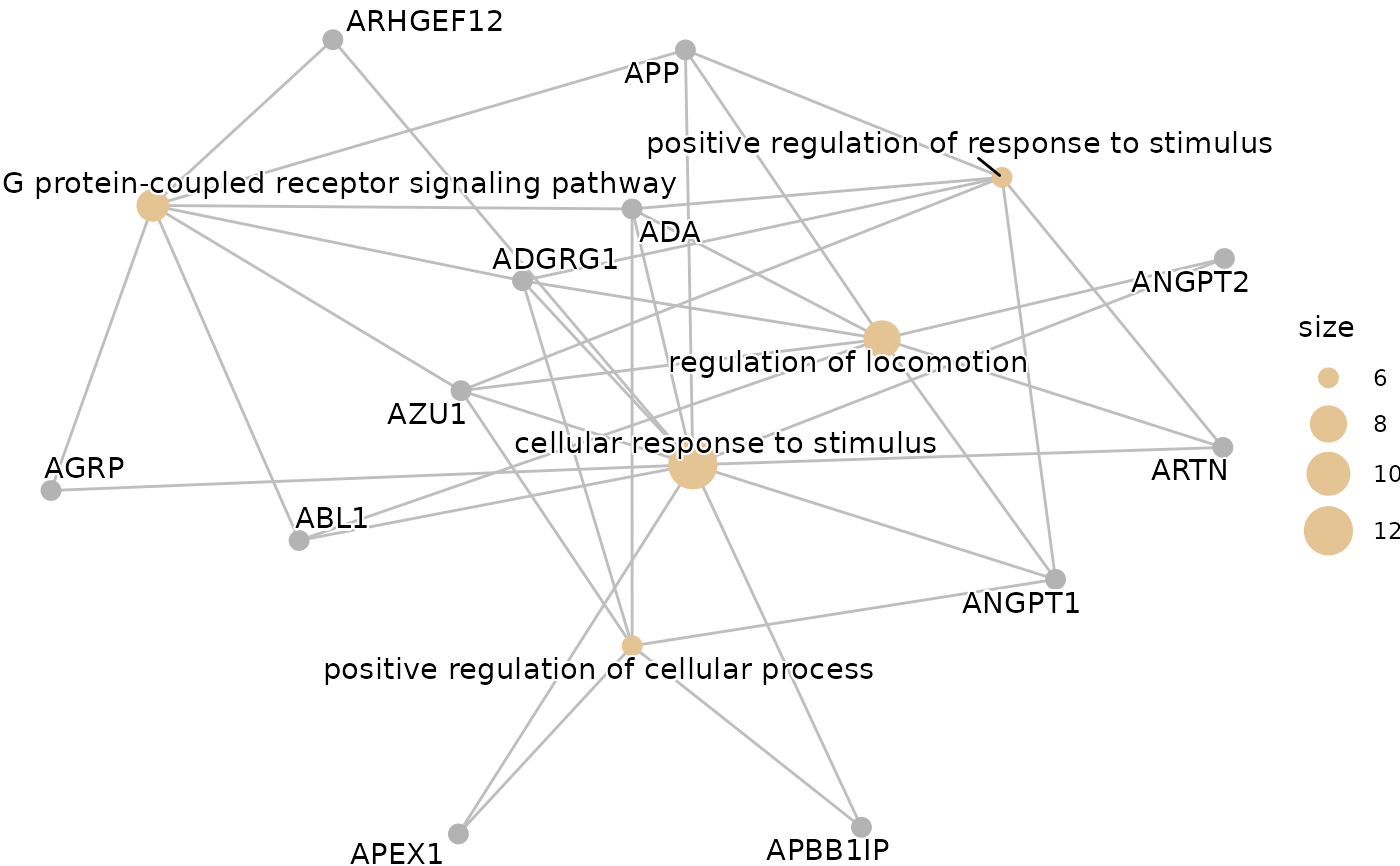 ARHGEF12
APP
positive regulation of response to stimulus
G protein-coupled receptor signaling pathway
ADA
ADGRG1
ANGPT2
size
regulation of locomotion
6
AZU1
8
cellular response to stimulus
AGRP
ARTN
10
ABL1
12
ANGPT1
positive regulation of cellular process
APEX1
APBB1IP